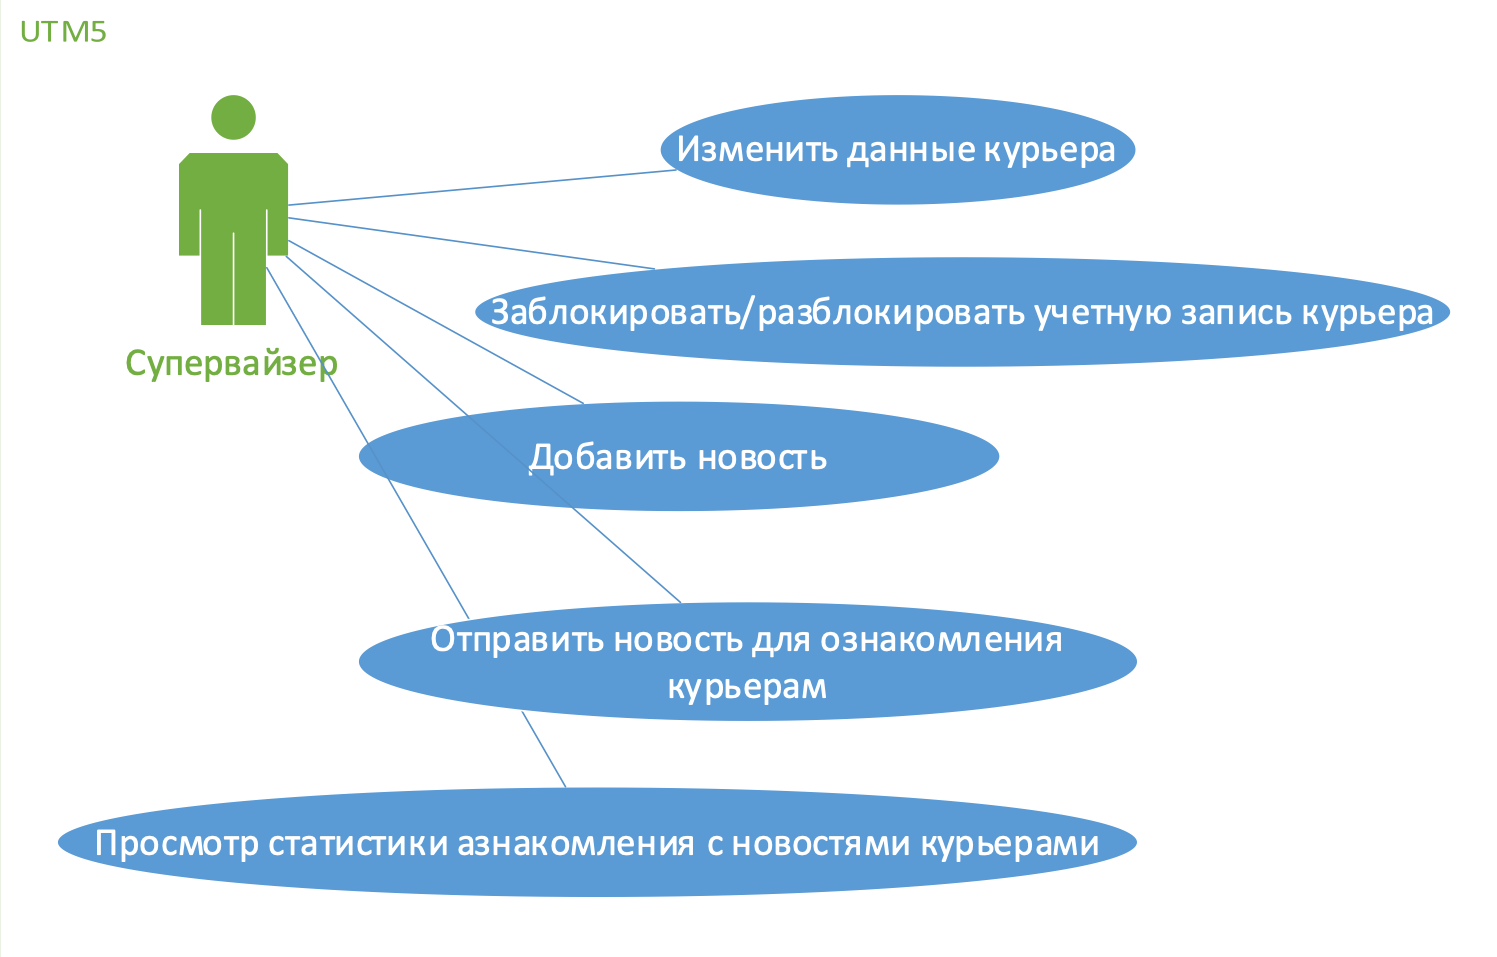 UTM5
Изменить данные курьера
Заблокировать/разблокировать учетную запись курьера
Супервайзер
Добавить новость
Отправить новость для ознакомления
курьерам
Просмотр статистики азнакомления с новостями курьерами